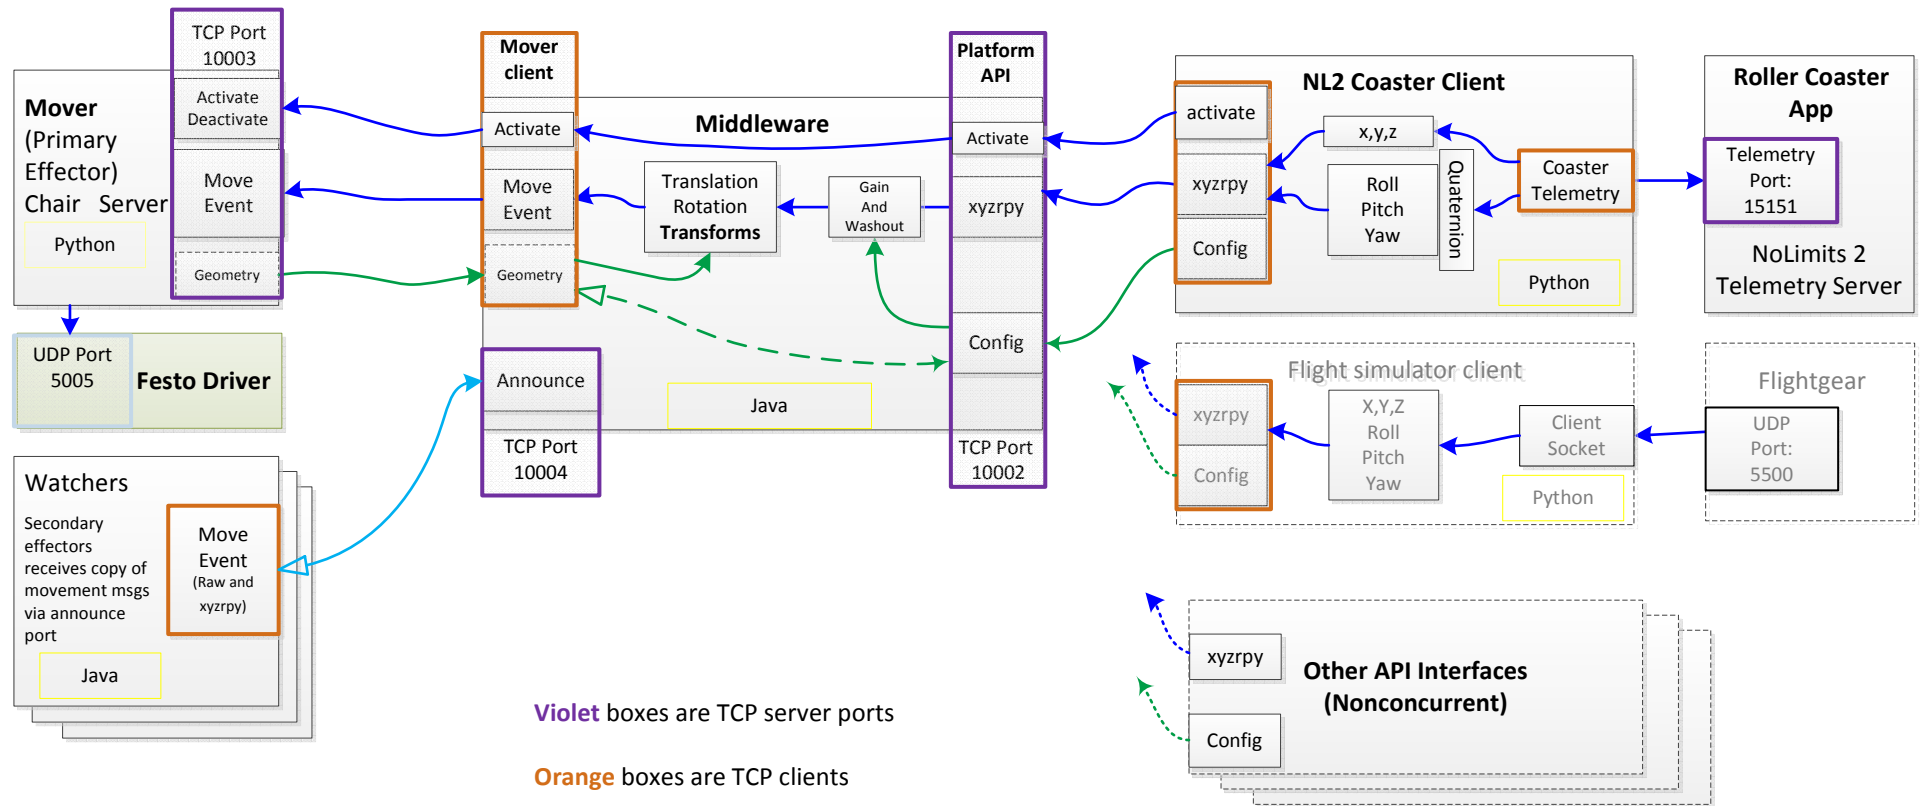 TCP Port
10003
Mover
(Primary
Effector)
Chair Server
Python
Activate
Deactivate
Move
Event
Geometry
UDP Port
5005
Festo Driver
Watchers
Secondary
effectors
receives copy of
movement msgs
via announce
port
Move
Event
(Raw and
xyzrpy)
Java
Mover
client
Activate
Move
Event
Geometry
Announce
TCP Port
10004
Middleware
Translation
Rotation
Transforms
Gain
And
Washout
Java
Platform
API
Activate
xyzrpy
Config
TCP Port
10002
NL2 Coaster Client
activate
xyzrpy
Config
x,y,z
Roll
Pitch
Yaw
Quaternion
Coaster
Telemetry
Python
Roller Coaster
App
Telemetry
Port:
15151
NoLimits 2
Telemetry Server
Flight simulator client
xyzrpy
Config
X,Y,Z
Roll
Pitch
Yaw
Client
Socket
Python
Flightgear
UDP
Port:
5500
xyzrpy
Config
Other API Interfaces
(Nonconcurrent)
Violet boxes are TCP server ports
Orange boxes are TCP clients